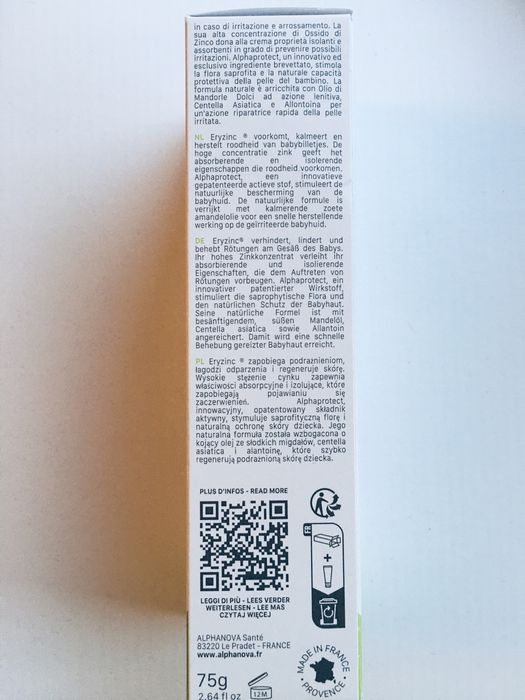 in caso di irritazione e arrossamento. La
sua alta concentrazione di Ossido di
Zinco dona alla crema proprietà isolanti e
assorbenti in grado di prevenire possibili
irritazioni. Alphaprotect, un innovativo ed
esclusivo ingrediente brevettato, stimola
la flora saprofita e la naturale capacità
protettiva della pelle del bambino. La
formula naturale è arricchita con Olio di
Mandorle Dolci ad azione lenitiva,
Centella Asiatica e Allontoina per
un'azione riparatrice rapida della pelle
irritata.
NL Eryzinc ® voorkomt, kalmeert en
herstelt roodheid van babybilletjes. De
hoge concentratie zink geeft het
absorberende en isolerende
eigenschappen die roodheid voorkomen.
Alphaprotect, een innovatieve
gepatenteerde actieve stof, stimuleert de
natuurlijke bescherming van de
babyhuid. De natuurlijke formule is
verrijkt met kalmerende zoete
amandelolie voor een snelle herstellende
werking op de geïrriteerde babyhuid.
DE Eryzinc® verhindert, lindert und
behebt Rötungen am Gesäß des Babys.
Ihr hohes Zinkkonzentrat verleiht ihr
absorbierende und isolierende
Eigenschaften, die dem Auftreten von
Rötungen vorbeugen. Alphaprotect, ein
innovativer patentierter Wirkstoff,
stimuliert die saprophytische Flora und
den natürlichen Schutz der Babyhaut.
Seine natürliche Formel ist mit
besänftigendem, süßen Mandelöl,
Centella asiatica sowie Allantoin
angereichert. Damit wird eine schnelle
Behebung gereizter Babyhaut erreicht.
PL Eryzinc ® zapobiega podrażnieniom,
łagodzi odparzenia i regeneruje skórę.
Wysokie stężenie cynku zapewnia
właściwości absorpcyjne i izolujące, które
zapobiegają pojawianiu się
zaczerwienień. Alphaprotect,
innowacyjny, opatentowany składnik
aktywny, stymuluje saprofityczną florę i
naturalną ochronę skóry dziecka. Jego
naturalna formuła została wzbogacona o
kojący olej ze słodkich migdałów, centella
asiatica i alantoinę, które szybko
regenerują podrażnioną skórę dziecka.
PLUS D'INFOS - READ MORE
LEGGI DI PIÙ - LEES VERDER
WEITERLESEN - LEE MAS
CZYTAJ WIĘCEJ
FR
+
ALPHANOVA Santé
83220 Le Pradet - FRANCE
www.alphanova.fr
75g
2.64 fl oz
12M
MADE IN FRANCE
• PROVENCE •